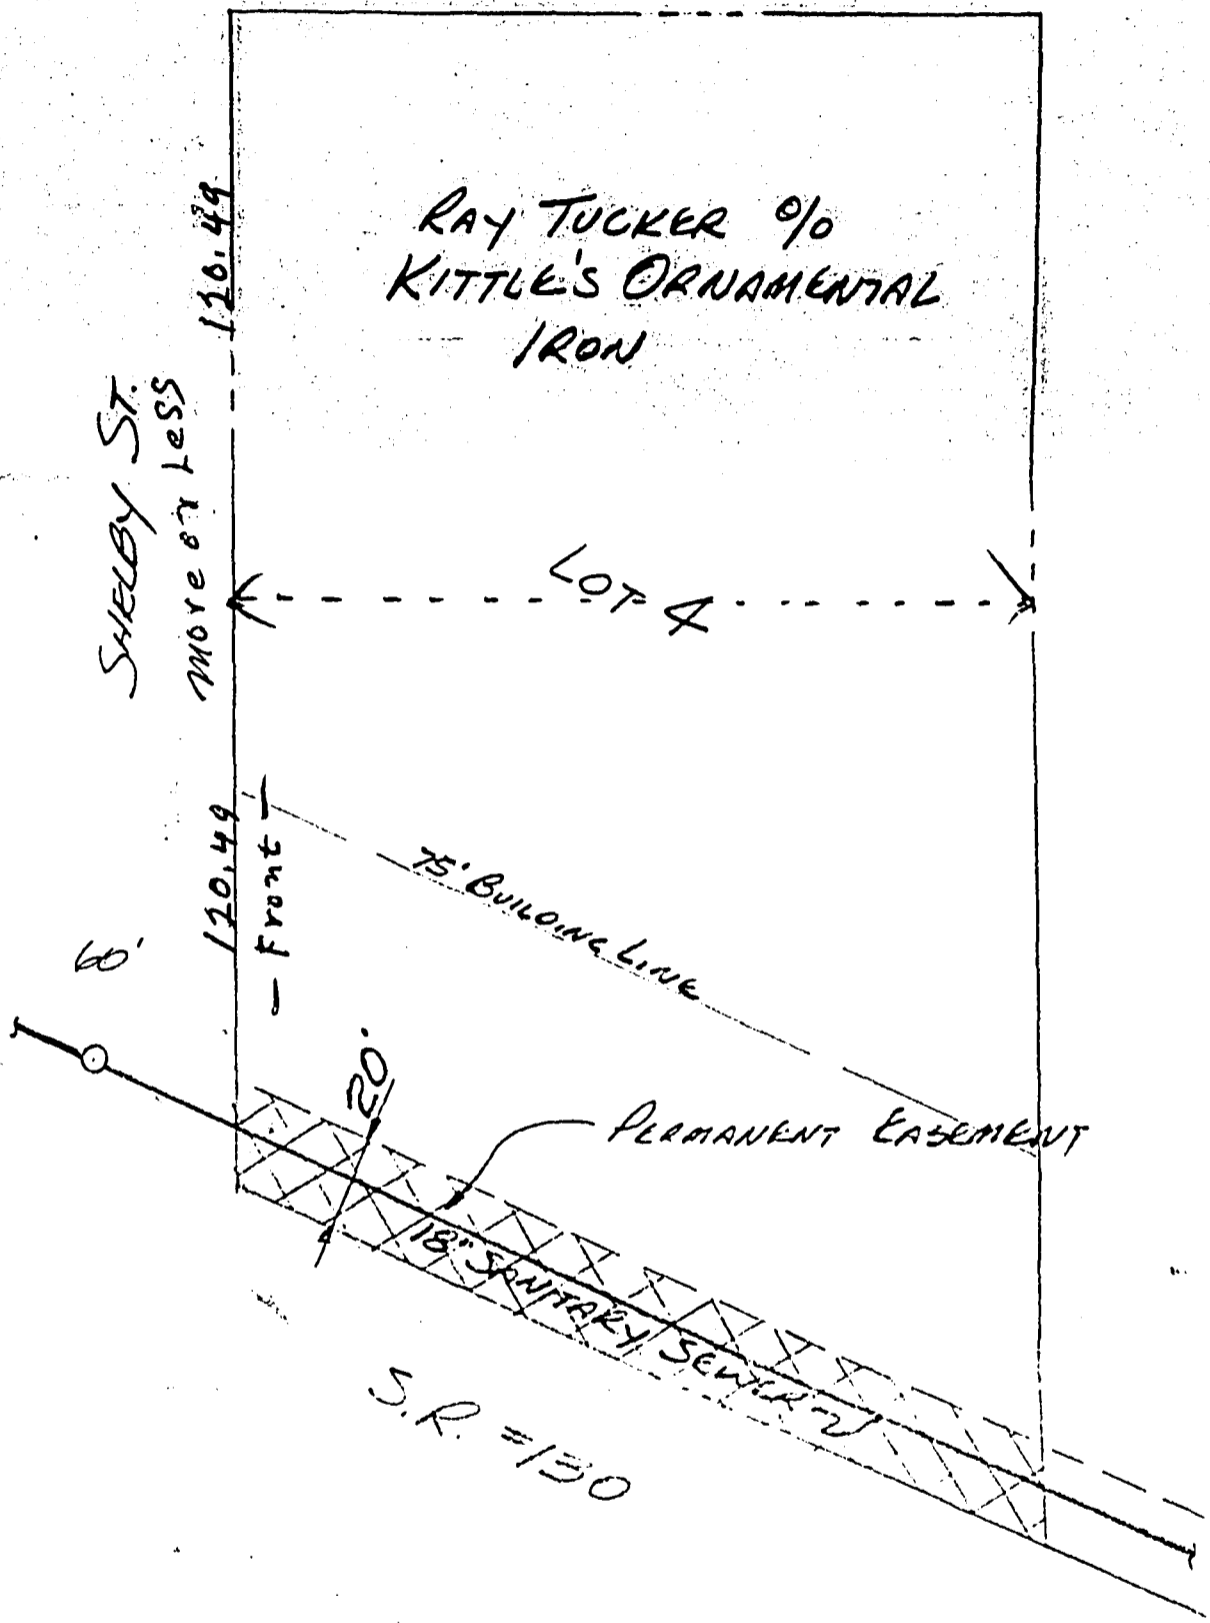 RAY TUCKER %
KITTLE'S ORNAMENTAL
IRON
120.49
SHELBY ST.
more or Less
LOT 4
120.49
— Front —
75' BUILDING LINE
60'
20'
PERMANENT EASEMENT
18" SANITARY SEWER
S.R. #130